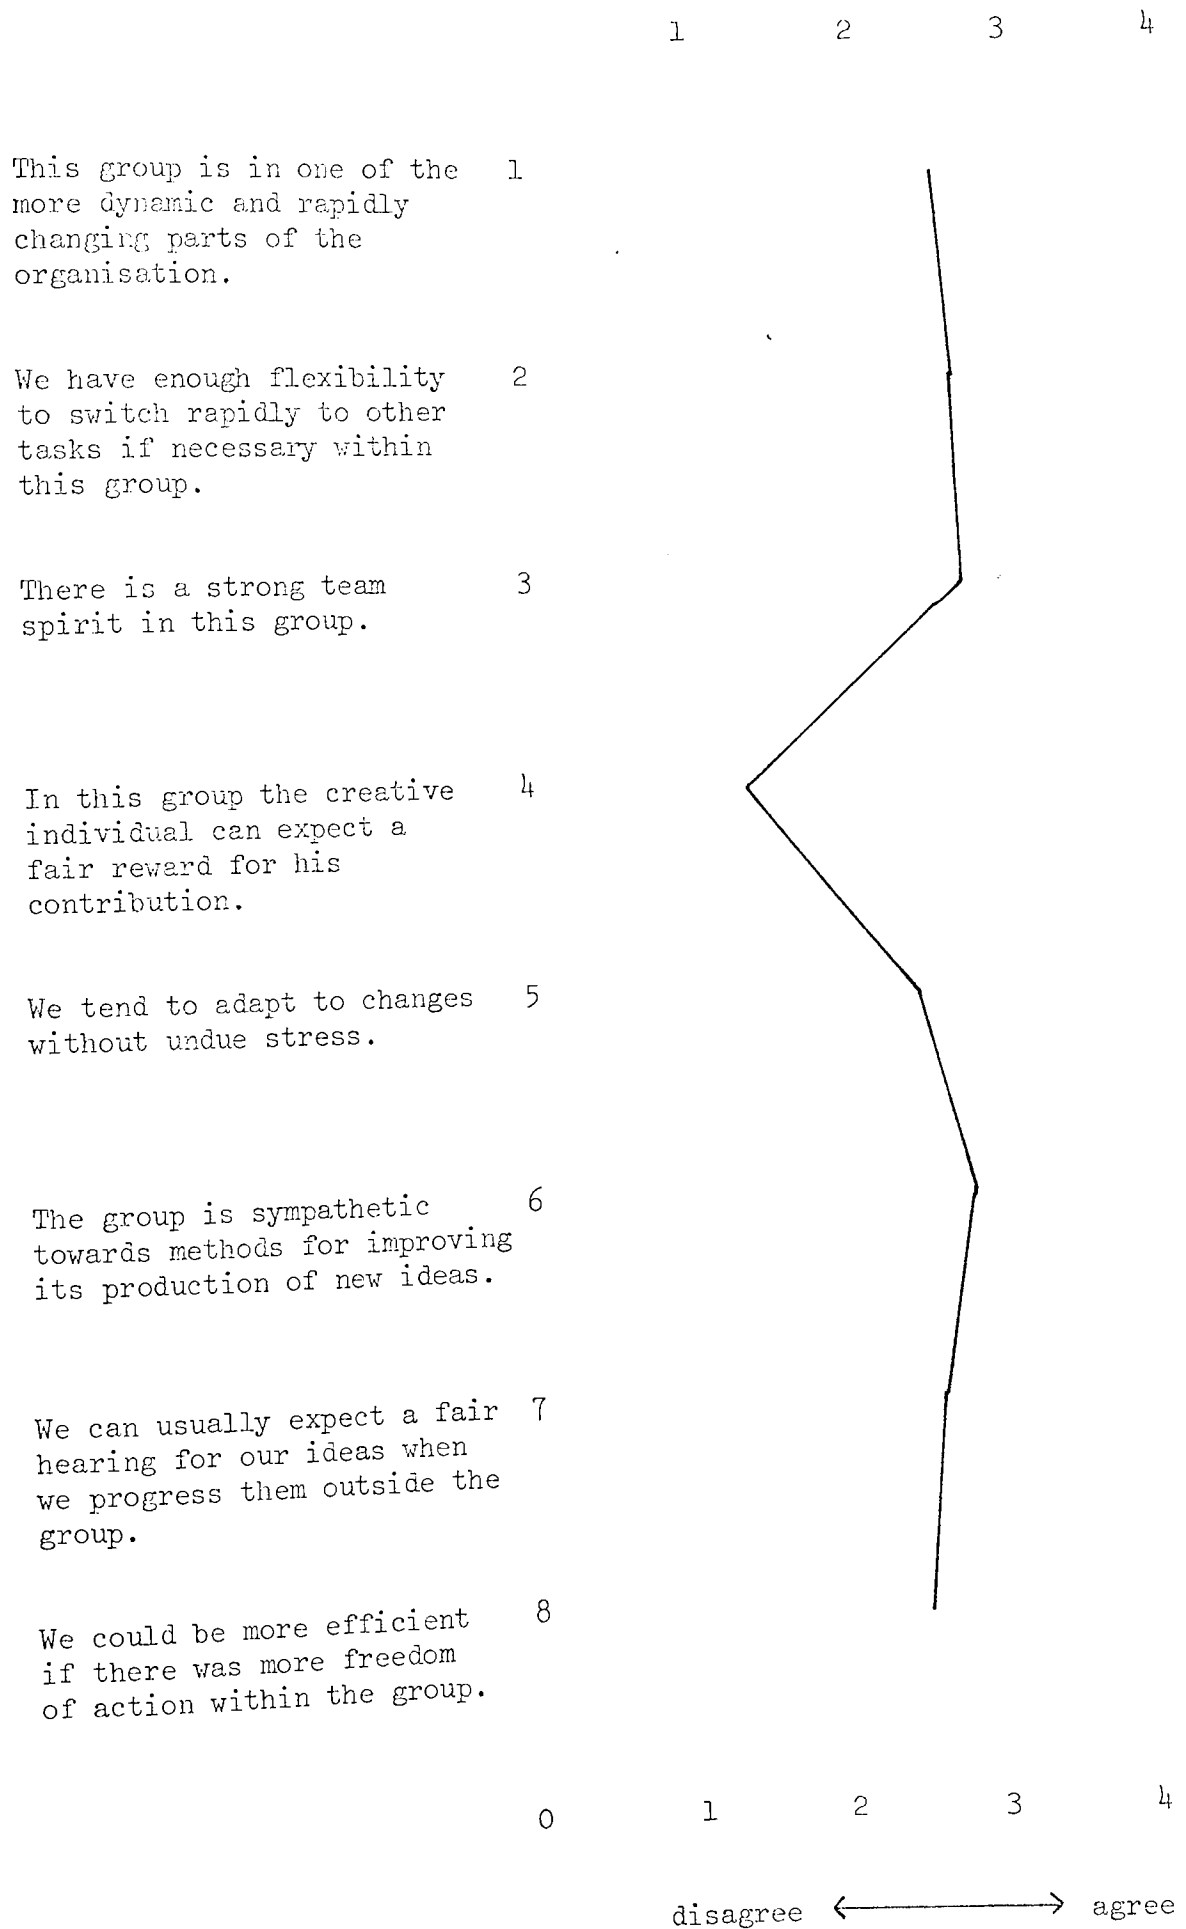 1 2 3 4
This group is in one of the 1
more dynamic and rapidly
changing parts of the
organisation.
We have enough flexibility 2
to switch rapidly to other
tasks if necessary within
this group.
There is a strong team 3
spirit in this group.
In this group the creative 4
individual can expect a
fair reward for his
contribution.
We tend to adapt to changes 5
without undue stress.
The group is sympathetic 6
towards methods for improving
its production of new ideas.
We can usually expect a fair 7
hearing for our ideas when
we progress them outside the
group.
We could be more efficient 8
if there was more freedom
of action within the group.
0 1 2 3 4
disagree ⟷ agree